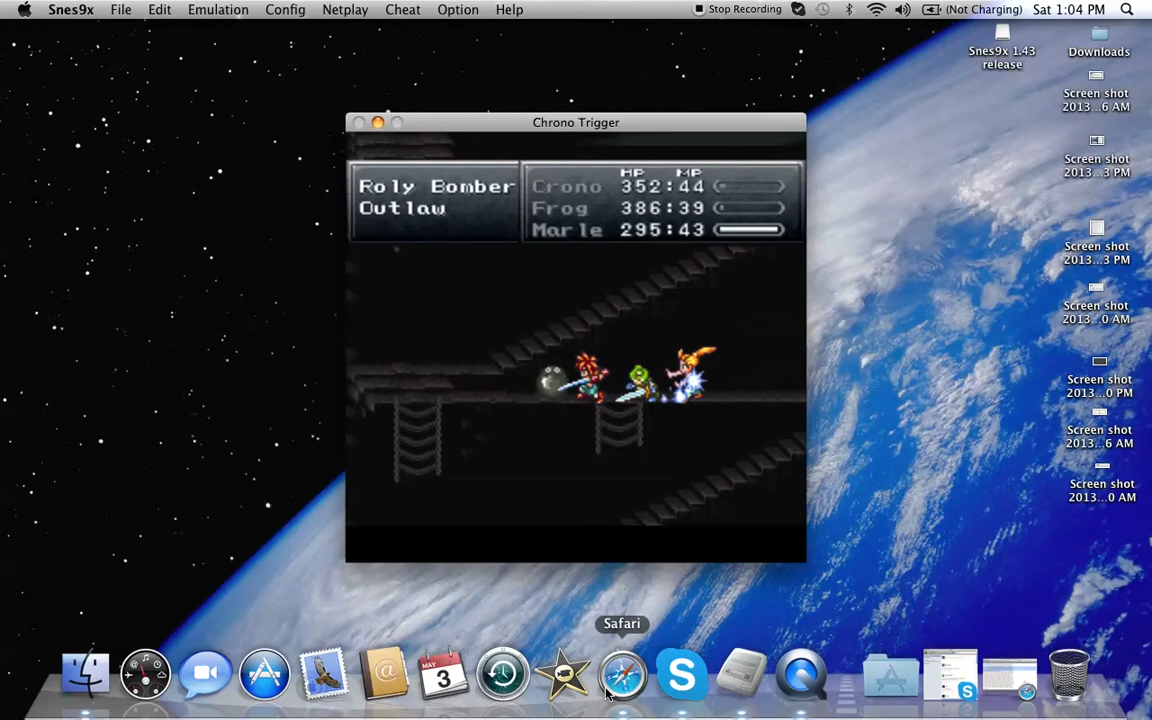 Snes9x File Edit Emulation Config Netplay Cheat Option Help Stop Recording (Not Charging) Sat 1:04 PM
Snes9x 1.43
release
Downloads
Screen shot
2013...6 AM
Screen shot
2013...3 PM
Screen shot
2013...3 PM
Screen shot
2013...0 AM
Screen shot
2013...0 PM
Screen shot
2013...6 AM
Screen shot
2013...0 AM
Chrono Trigger
HP MP
Roly Bomber
Outlaw
Crono 352:44
Frog 386:39
Marle 295:43
Safari
MAY
3